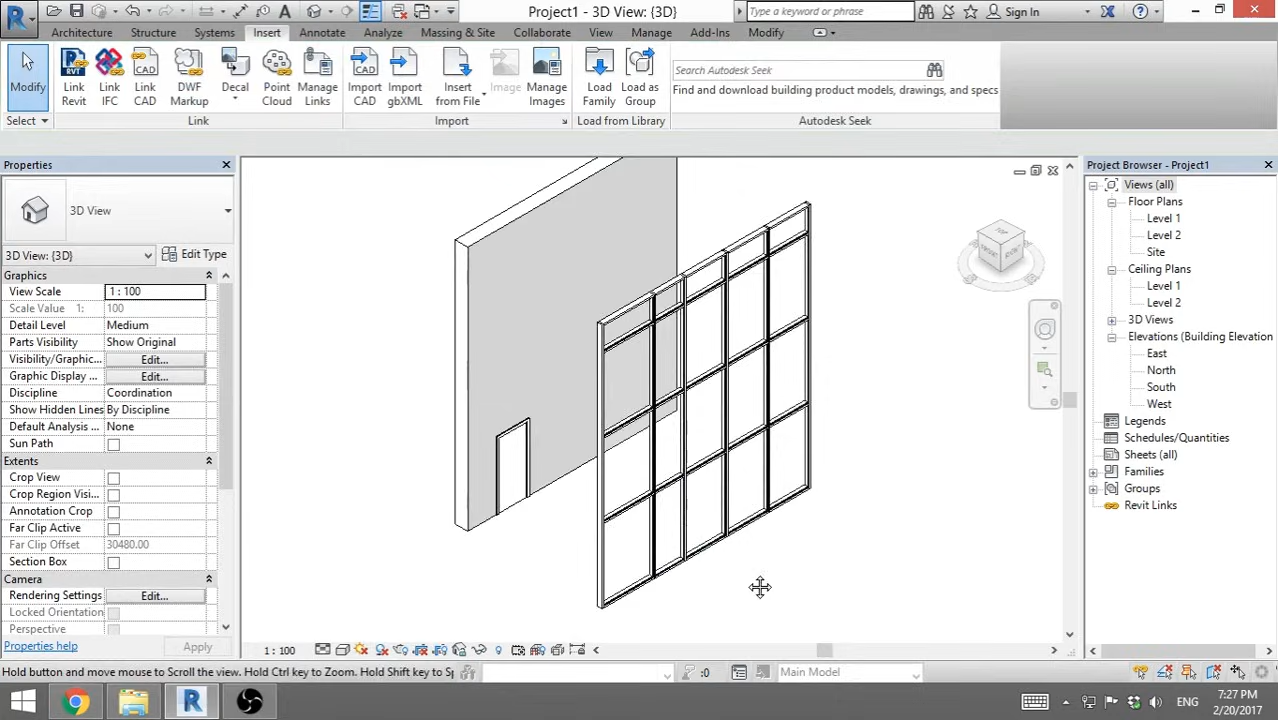 Project1 - 3D View: {3D}
Type a keyword or phrase
Sign In
Architecture Structure Systems Insert Annotate Analyze Massing & Site Collaborate View Manage Add-Ins Modify
Modify
Link Revit
Link IFC
Link CAD
DWF Markup
Decal
Point Cloud
Manage Links
Import CAD
Import gbXML
Insert from File
Image
Manage Images
Load Family
Load as Group
Search Autodesk Seek
Find and download building product models, drawings, and specs
Select Link Import Load from Library Autodesk Seek
Properties
3D View
3D View: {3D} Edit Type
Graphics
View Scale 1 : 100
Scale Value 1: 100
Detail Level Medium
Parts Visibility Show Original
Visibility/Graphic... Edit...
Graphic Display ... Edit...
Discipline Coordination
Show Hidden Lines By Discipline
Default Analysis ... None
Sun Path
Extents
Crop View
Crop Region Visi...
Annotation Crop
Far Clip Active
Far Clip Offset 30480.00
Section Box
Camera
Rendering Settings Edit...
Locked Orientation
Perspective
Properties help Apply
TOP
FRONT
RIGHT
1 : 100
Project Browser - Project1
Views (all)
Floor Plans
Level 1
Level 2
Site
Ceiling Plans
Level 1
Level 2
3D Views
Elevations (Building Elevation
East
North
South
West
Legends
Schedules/Quantities
Sheets (all)
Families
Groups
Revit Links
Hold button and move mouse to Scroll the view. Hold Ctrl key to Zoom. Hold Shift key to Sp
:0
Main Model
ENG
7:27 PM
2/20/2017